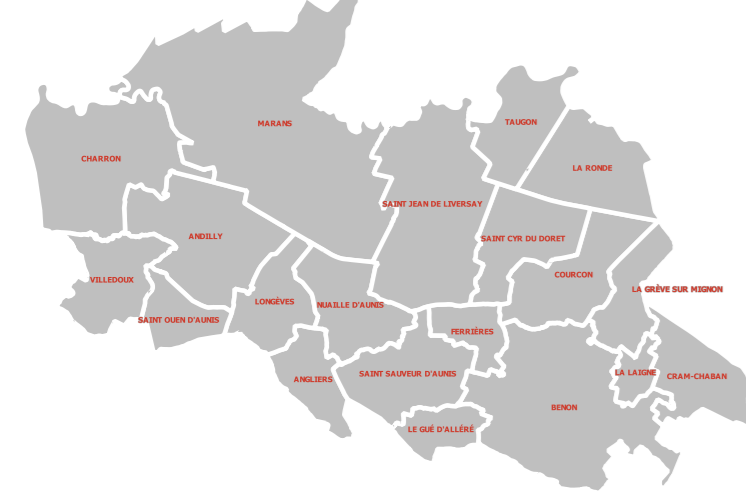 TAUGON
MARANS
CHARRON
LA RONDE
SAINT JEAN DE LIVERSAY
ANDILLY
SAINT CYR DU DORET
COURCON
VILLEDOUX
LA GRÈVE SUR MIGNON
LONGÈVES
NUAILLE D'AUNIS
SAINT OUEN D'AUNIS
FERRIÈRES
LA LAIGNE
SAINT SAUVEUR D'AUNIS
CRAM-CHABAN
ANGLIERS
BENON
LE GUÉ D'ALLÉRÉ